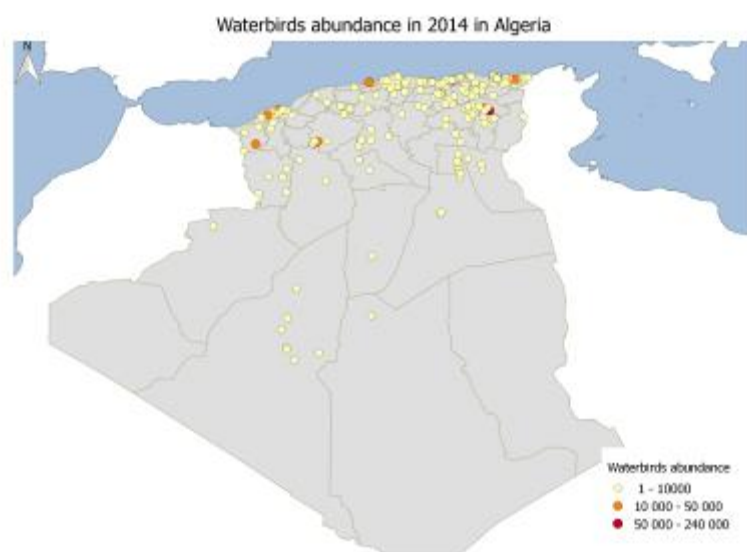 Waterbirds abundance in 2014 in Algeria
N
Waterbirds abundance
1 - 10000
10 000 - 50 000
50 000 - 240 000